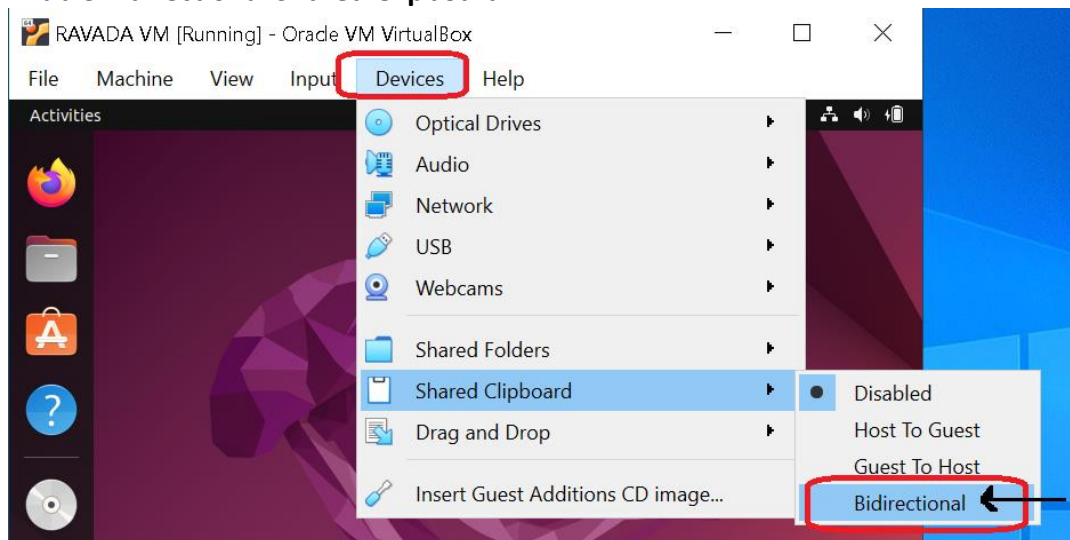 RAVADA VM [Running] - Oracle VM VirtualBox
File Machine View Input Devices Help
Activities
Optical Drives
Audio
Network
USB
Webcams
Shared Folders
Shared Clipboard
Drag and Drop
Insert Guest Additions CD image...
Disabled
Host To Guest
Guest To Host
Bidirectional